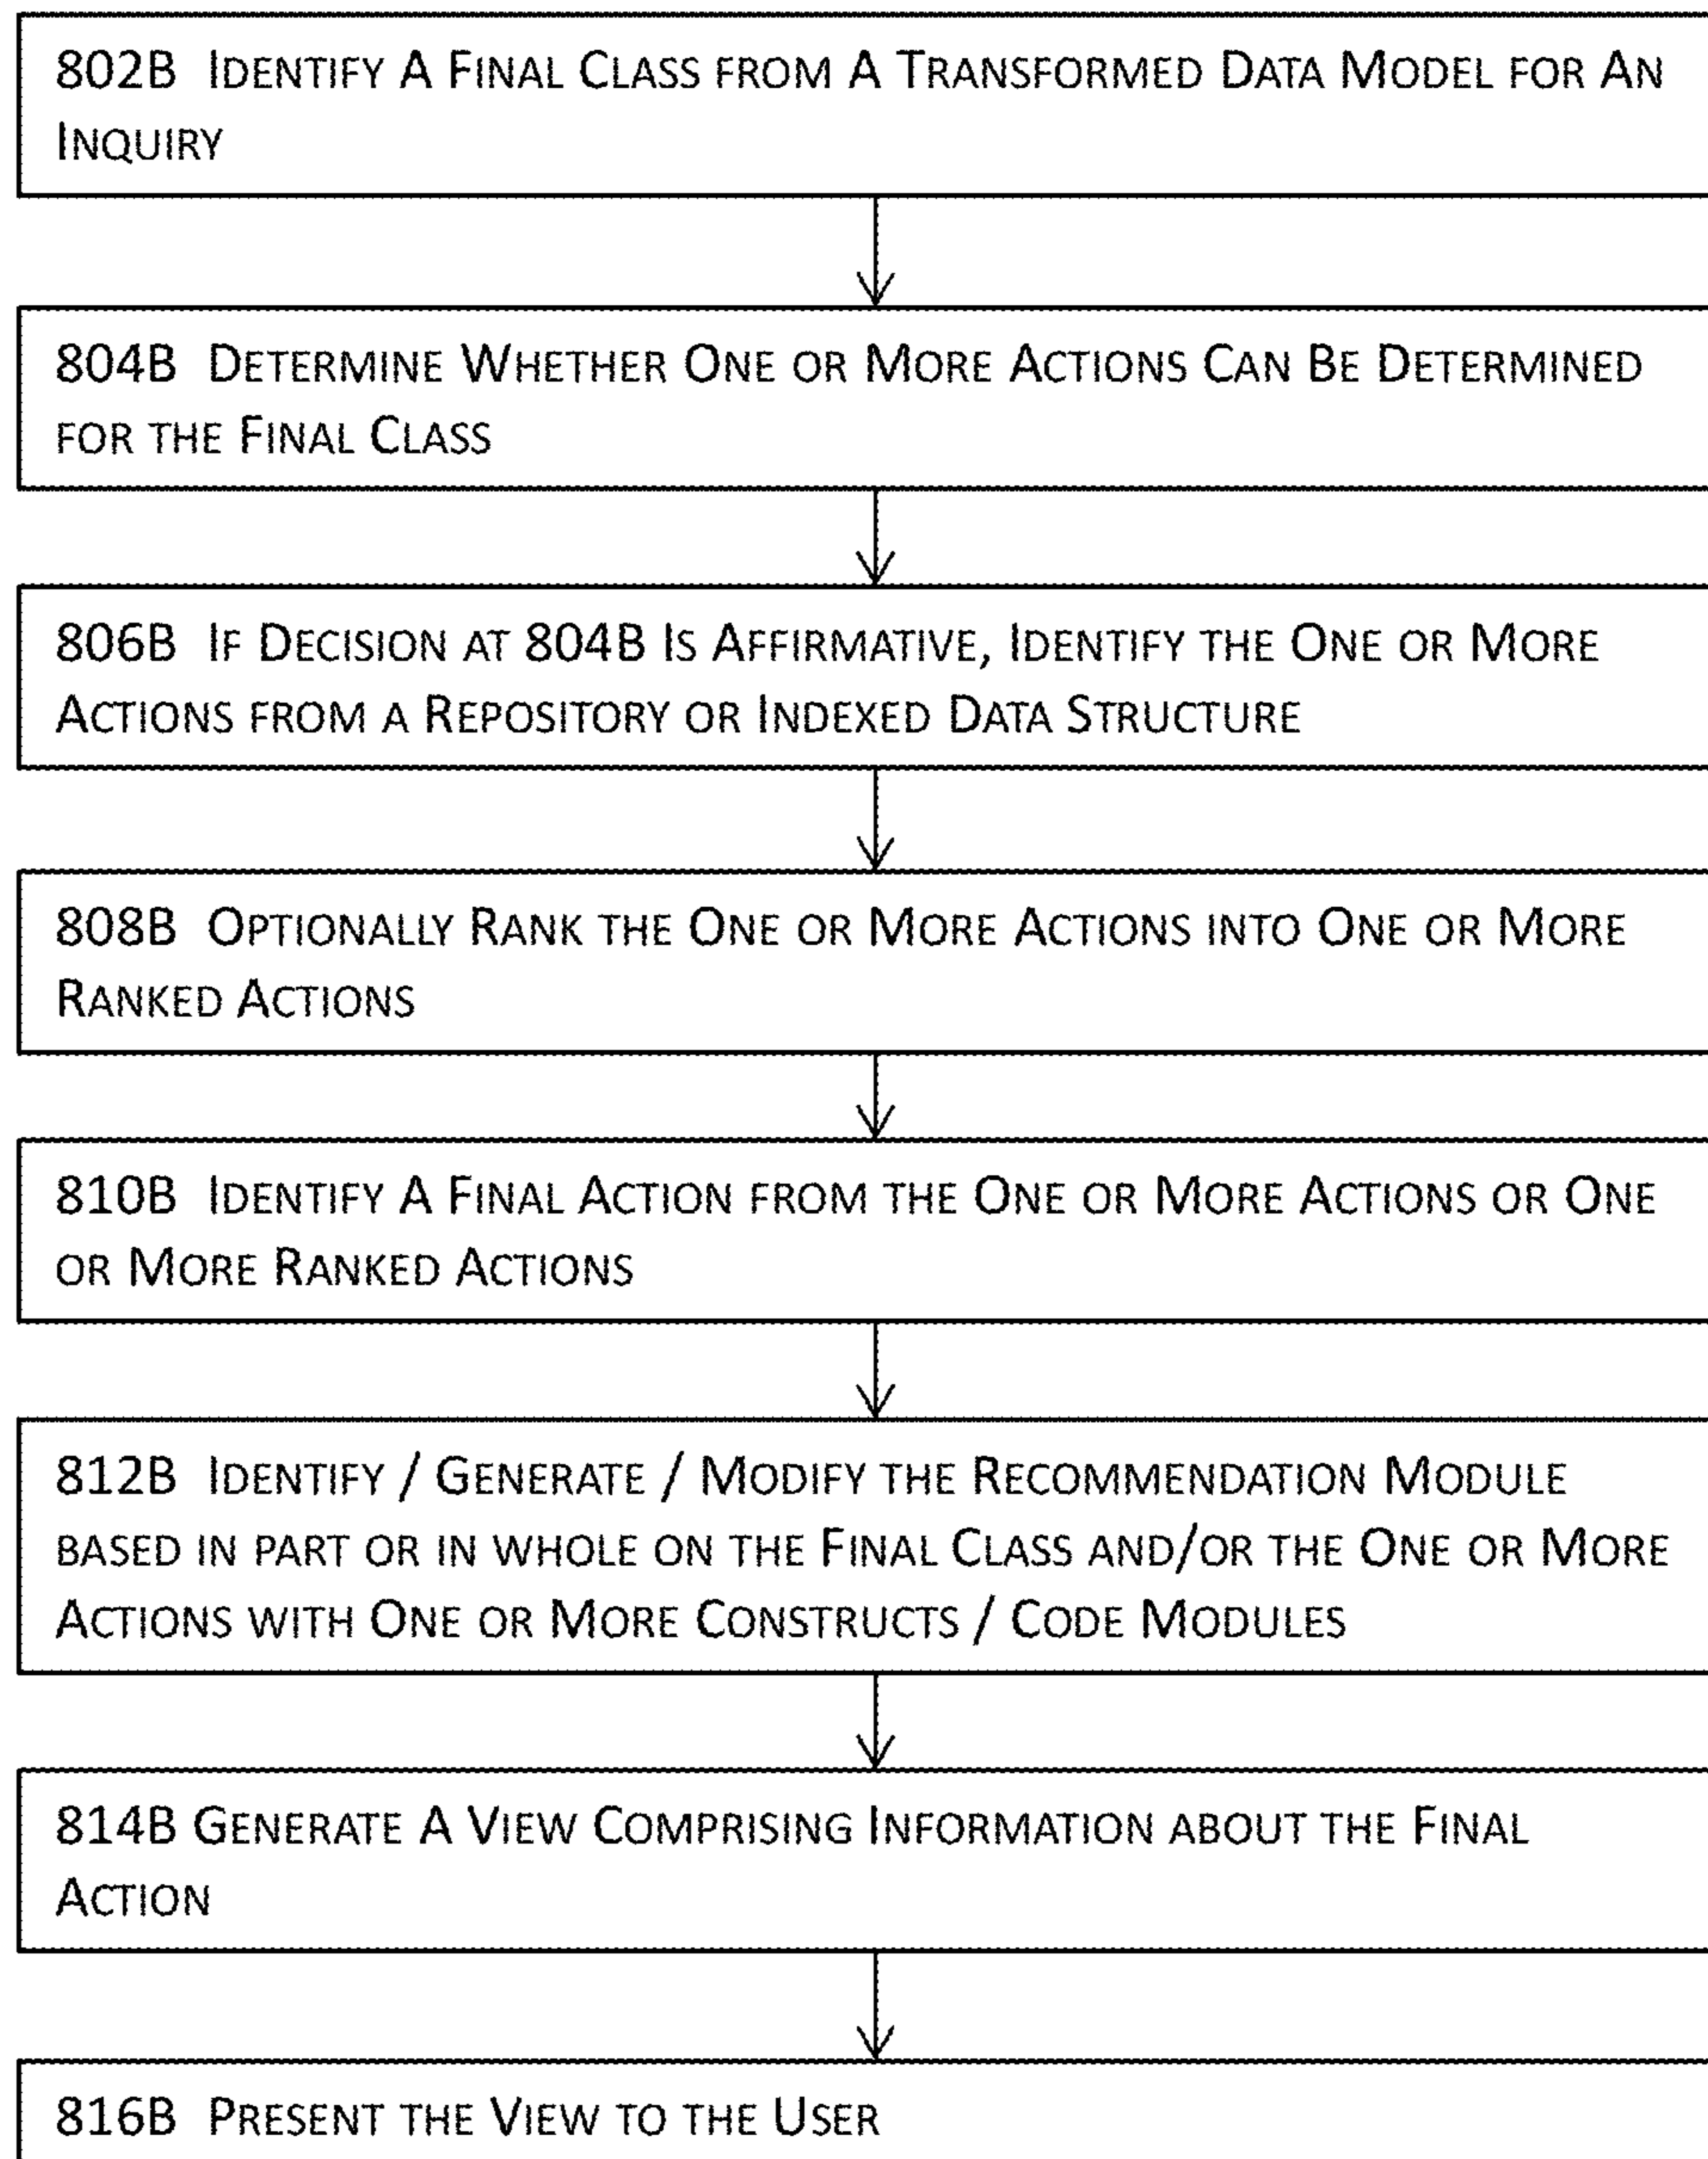 802B Identify A Final Class from A Transformed Data Model for An
Inquiry
804B Determine Whether One or More Actions Can Be Determined
for the Final Class
806B If Decision at 804B Is Affirmative, Identify the One or More
Actions from a Repository or Indexed Data Structure
808B Optionally Rank the One or More Actions into One or More
Ranked Actions
810B Identify A Final Action from the One or More Actions or One
or More Ranked Actions
812B Identify / Generate / Modify the Recommendation Module
based in part or in whole on the Final Class and/or the One or More
Actions with One or More Constructs / Code Modules
814B Generate A View Comprising Information about the Final
Action
816B Present the View to the User